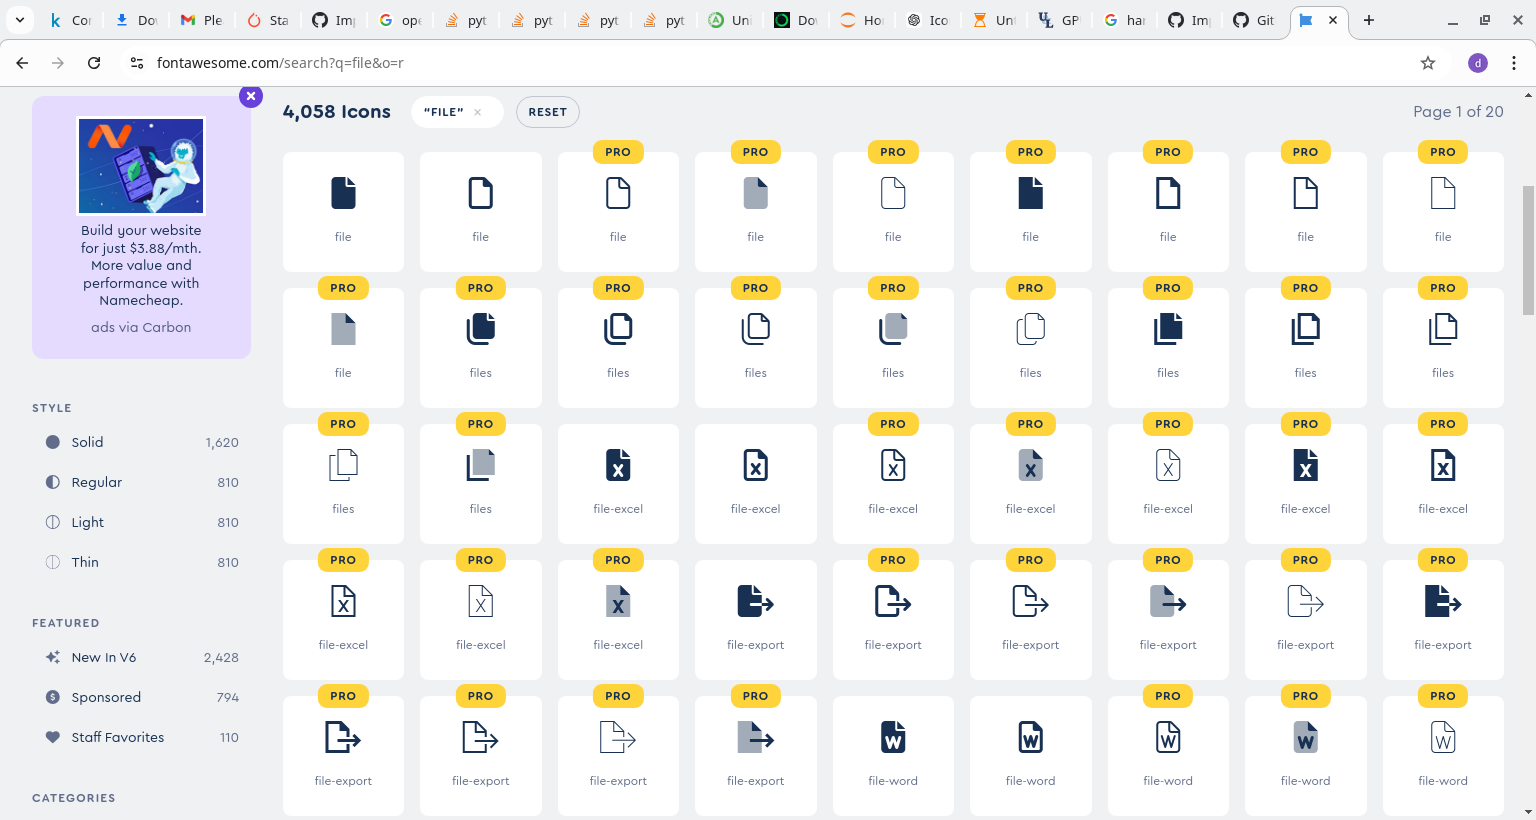 Cor
Do
Ple
Sta
Im
ope
pyt
pyt
pyt
pyt
Uni
Dov
Ho
Ico
Unt
GP
har
Imp
Git
fontawesome.com/search?q=file&o=r
d
4,058 Icons
"FILE" ×
RESET
Page 1 of 20
Build your website
for just $3.88/mth.
More value and
performance with
Namecheap.
ads via Carbon
STYLE
Solid 1,620
Regular 810
Light 810
Thin 810
FEATURED
New In V6 2,428
Sponsored 794
Staff Favorites 110
CATEGORIES
PRO PRO PRO PRO PRO PRO PRO
file file file file file file file file file
PRO PRO PRO PRO PRO PRO PRO PRO PRO
file files files files files files files files files
PRO PRO PRO PRO PRO PRO PRO
files files file-excel file-excel file-excel file-excel file-excel file-excel file-excel
PRO PRO PRO PRO PRO PRO PRO PRO
file-excel file-excel file-excel file-export file-export file-export file-export file-export file-export
PRO PRO PRO PRO PRO PRO PRO
file-export file-export file-export file-export file-word file-word file-word file-word file-word